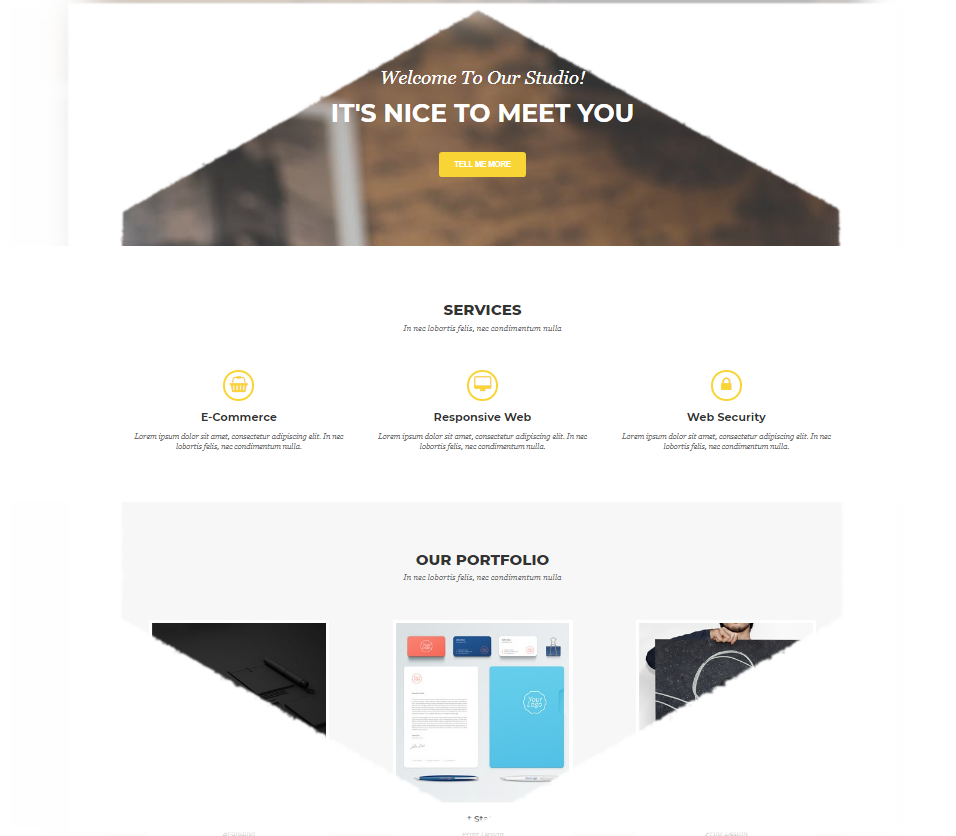 Welcome To Our Studio!
IT'S NICE TO MEET YOU
TELL ME MORE
SERVICES
In nec lobortis felis, nec condimentum nulla
E-Commerce
Lorem ipsum dolor sit amet, consectetur adipiscing elit. In nec
lobortis felis, nec condimentum nulla.
Responsive Web
Lorem ipsum dolor sit amet, consectetur adipiscing elit. In nec
lobortis felis, nec condimentum nulla.
Web Security
Lorem ipsum dolor sit amet, consectetur adipiscing elit. In nec
lobortis felis, nec condimentum nulla.
OUR PORTFOLIO
In nec lobortis felis, nec condimentum nulla
Your
Logo